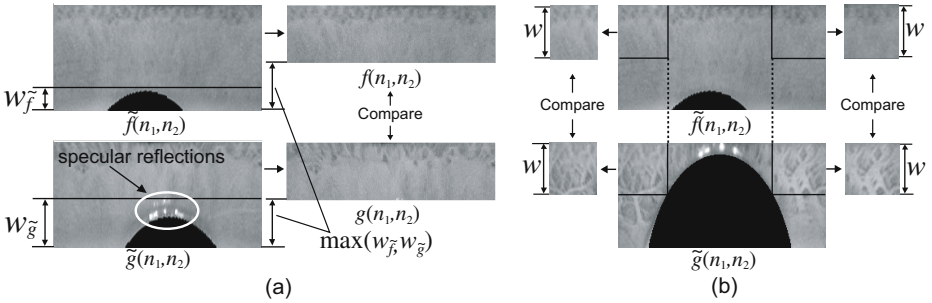 w_f̃
f̃(n₁,n₂)
f(n₁,n₂)
Compare
specular reflections
w_g̃
g̃(n₁,n₂)
g(n₁,n₂)
max(w_f̃,w_g̃)
(a)
w
w
Compare
f̃(n₁,n₂)
Compare
w
w
g̃(n₁,n₂)
(b)